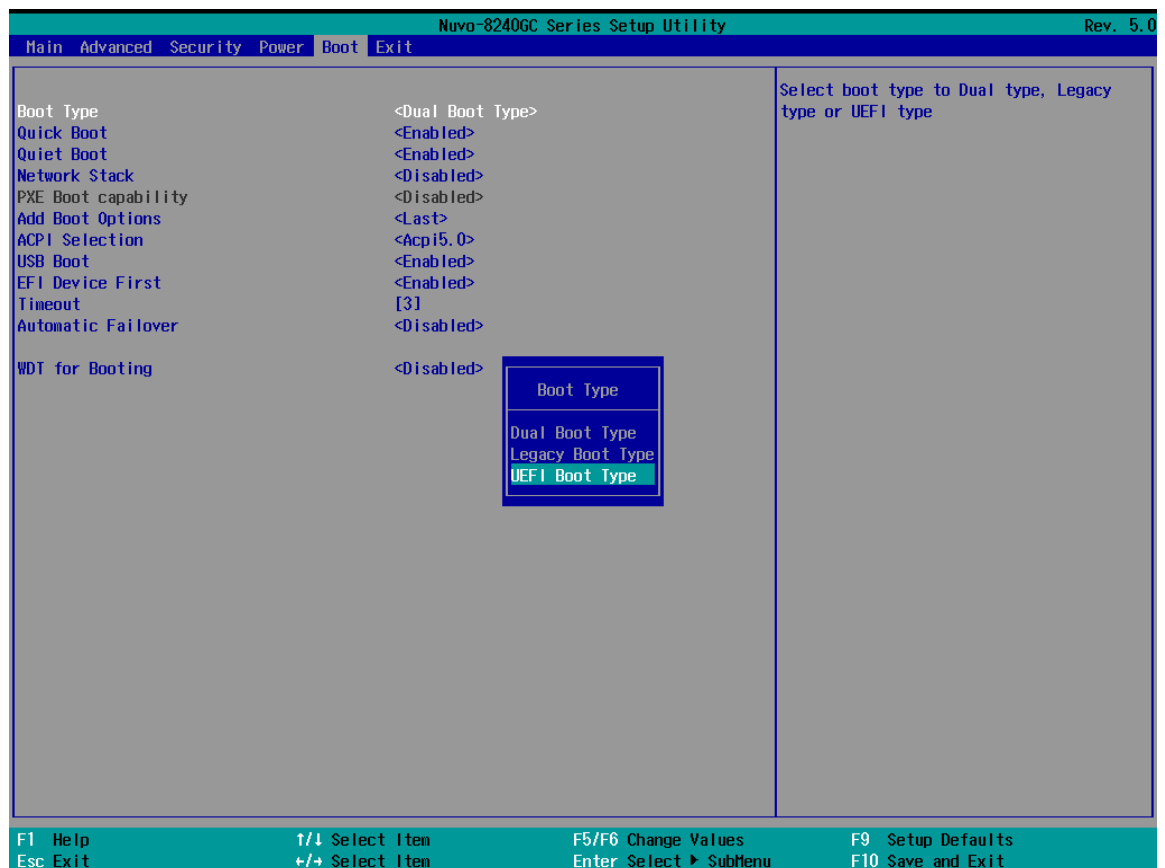 Nuvo-8240GC Series Setup Utility Rev. 5.0
Main Advanced Security Power Boot Exit
Boot Type <Dual Boot Type>
Quick Boot <Enabled>
Quiet Boot <Enabled>
Network Stack <Disabled>
PXE Boot capability <Disabled>
Add Boot Options <Last>
ACPI Selection <Acpi5.0>
USB Boot <Enabled>
EFI Device First <Enabled>
Timeout [3]
Automatic Failover <Disabled>
WDT for Booting <Disabled>
Boot Type
Dual Boot Type
Legacy Boot Type
UEFI Boot Type
Select boot type to Dual type, Legacy
type or UEFI type
F1 Help ↑/↓ Select Item F5/F6 Change Values F9 Setup Defaults
Esc Exit ←/→ Select Item Enter Select ▶ SubMenu F10 Save and Exit